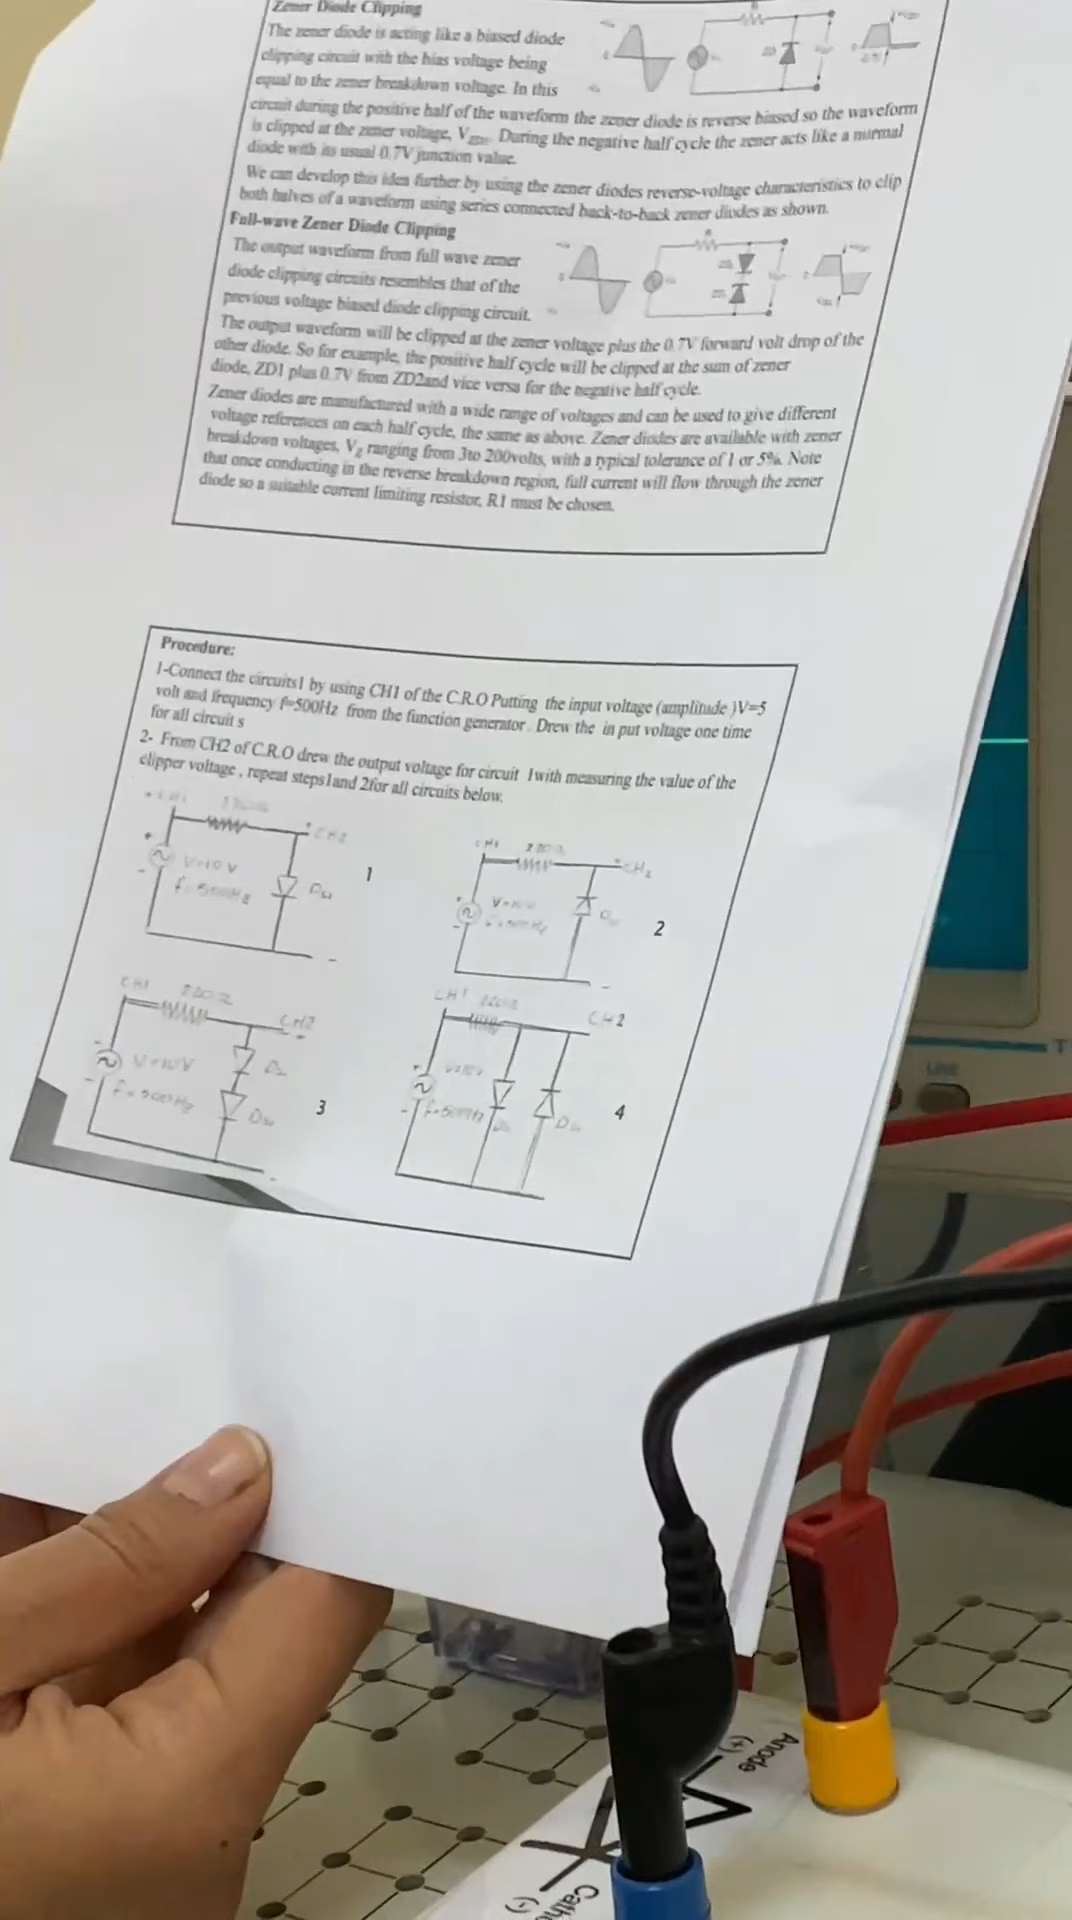 Zener Diode Clipping
The zener diode is acting like a biased diode
clipping circuit with the bias voltage being
equal to the zener breakdown voltage. In this
circuit during the positive half of the waveform the zener diode is reverse biased so the waveform
is clipped at the zener voltage, During the negative half cycle the zener acts like a normal
diode with its usual 0.7V junction value.
We can develop this idea further by using the zener diodes reverse-voltage characteristics to clip
both halves of a waveform using series connected back-to-back zener diodes as shown.
Full-wave Zener Diode Clipping
The output waveform from full wave zener
diode clipping circuits resembles that of the
previous voltage biased diode clipping circuit.
The output waveform will be clipped at the zener voltage plus the 0.7V forward volt drop of the
other diode. So for example, the positive half cycle will be clipped at the sum of zener
diode, ZD1 plus 0.7V from ZD2and vice versa for the negative half cycle.
Zener diodes are manufactured with a wide range of voltages and can be used to give different
voltage references on each half cycle, the same as above. Zener diodes are available with zener
breakdown voltages, Vz ranging from 3to 200volts, with a typical tolerance of 1 or 5%. Note
that once conducting in the reverse breakdown region, full current will flow through the zener
diode so a suitable current limiting resistor, R1 must be chosen.
Procedure:
1-Connect the circuits1 by using CH1 of the C.R.O Putting the input voltage (amplitude )V=5
volt and frequency f=500Hz from the function generator . Drew the in put voltage one time
for all circuit s
2- From CH2 of C.R.O drew the output voltage for circuit 1with measuring the value of the
clipper voltage , repeat steps1and 2for all circuits below.
CH1
CH2
V=10V
f=500Hz
1
CH1
CH2
V=10V
2
CH1 220Ω
CH2
V=10V
f=500Hz
3
CH1
CH2
V=10V
f=500Hz
4
LINE
Anode
(+)
(-)